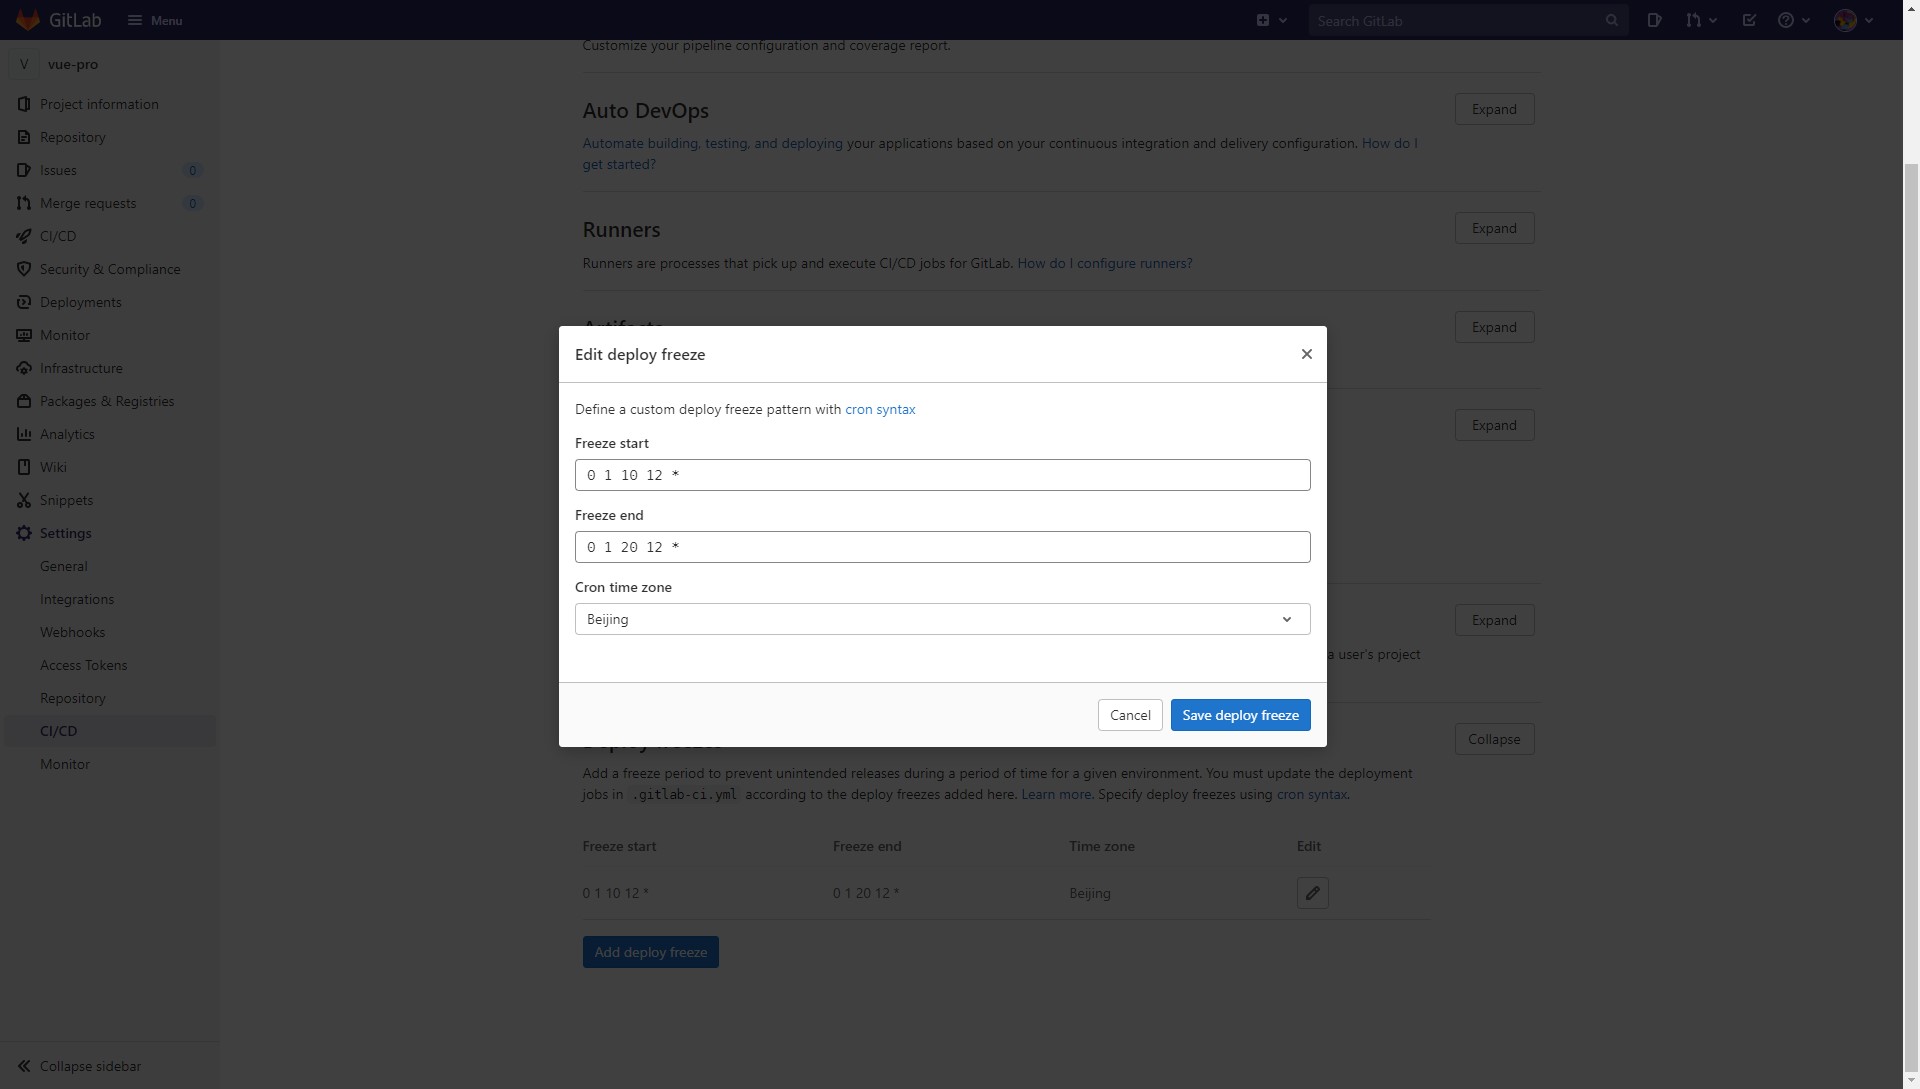 GitLab
Menu
Search GitLab
V vue-pro
Project information
Repository
Issues 0
Merge requests 0
CI/CD
Security & Compliance
Deployments
Monitor
Infrastructure
Packages & Registries
Analytics
Wiki
Snippets
Settings
General
Integrations
Webhooks
Access Tokens
Repository
CI/CD
Monitor
Collapse sidebar
Customize your pipeline configuration and coverage report.
Auto DevOps
Expand
Automate building, testing, and deploying your applications based on your continuous integration and delivery configuration. How do I
get started?
Runners
Expand
Runners are processes that pick up and execute CI/CD jobs for GitLab. How do I configure runners?
Expand
Expand
Expand
a user's project
Edit deploy freeze
Define a custom deploy freeze pattern with cron syntax
Freeze start
0 1 10 12 *
Freeze end
0 1 20 12 *
Cron time zone
Beijing
Cancel
Save deploy freeze
Collapse
Add a freeze period to prevent unintended releases during a period of time for a given environment. You must update the deployment
jobs in .gitlab-ci.yml according to the deploy freezes added here. Learn more. Specify deploy freezes using cron syntax.
Freeze start Freeze end Time zone Edit
0 1 10 12 * 0 1 20 12 * Beijing
Add deploy freeze